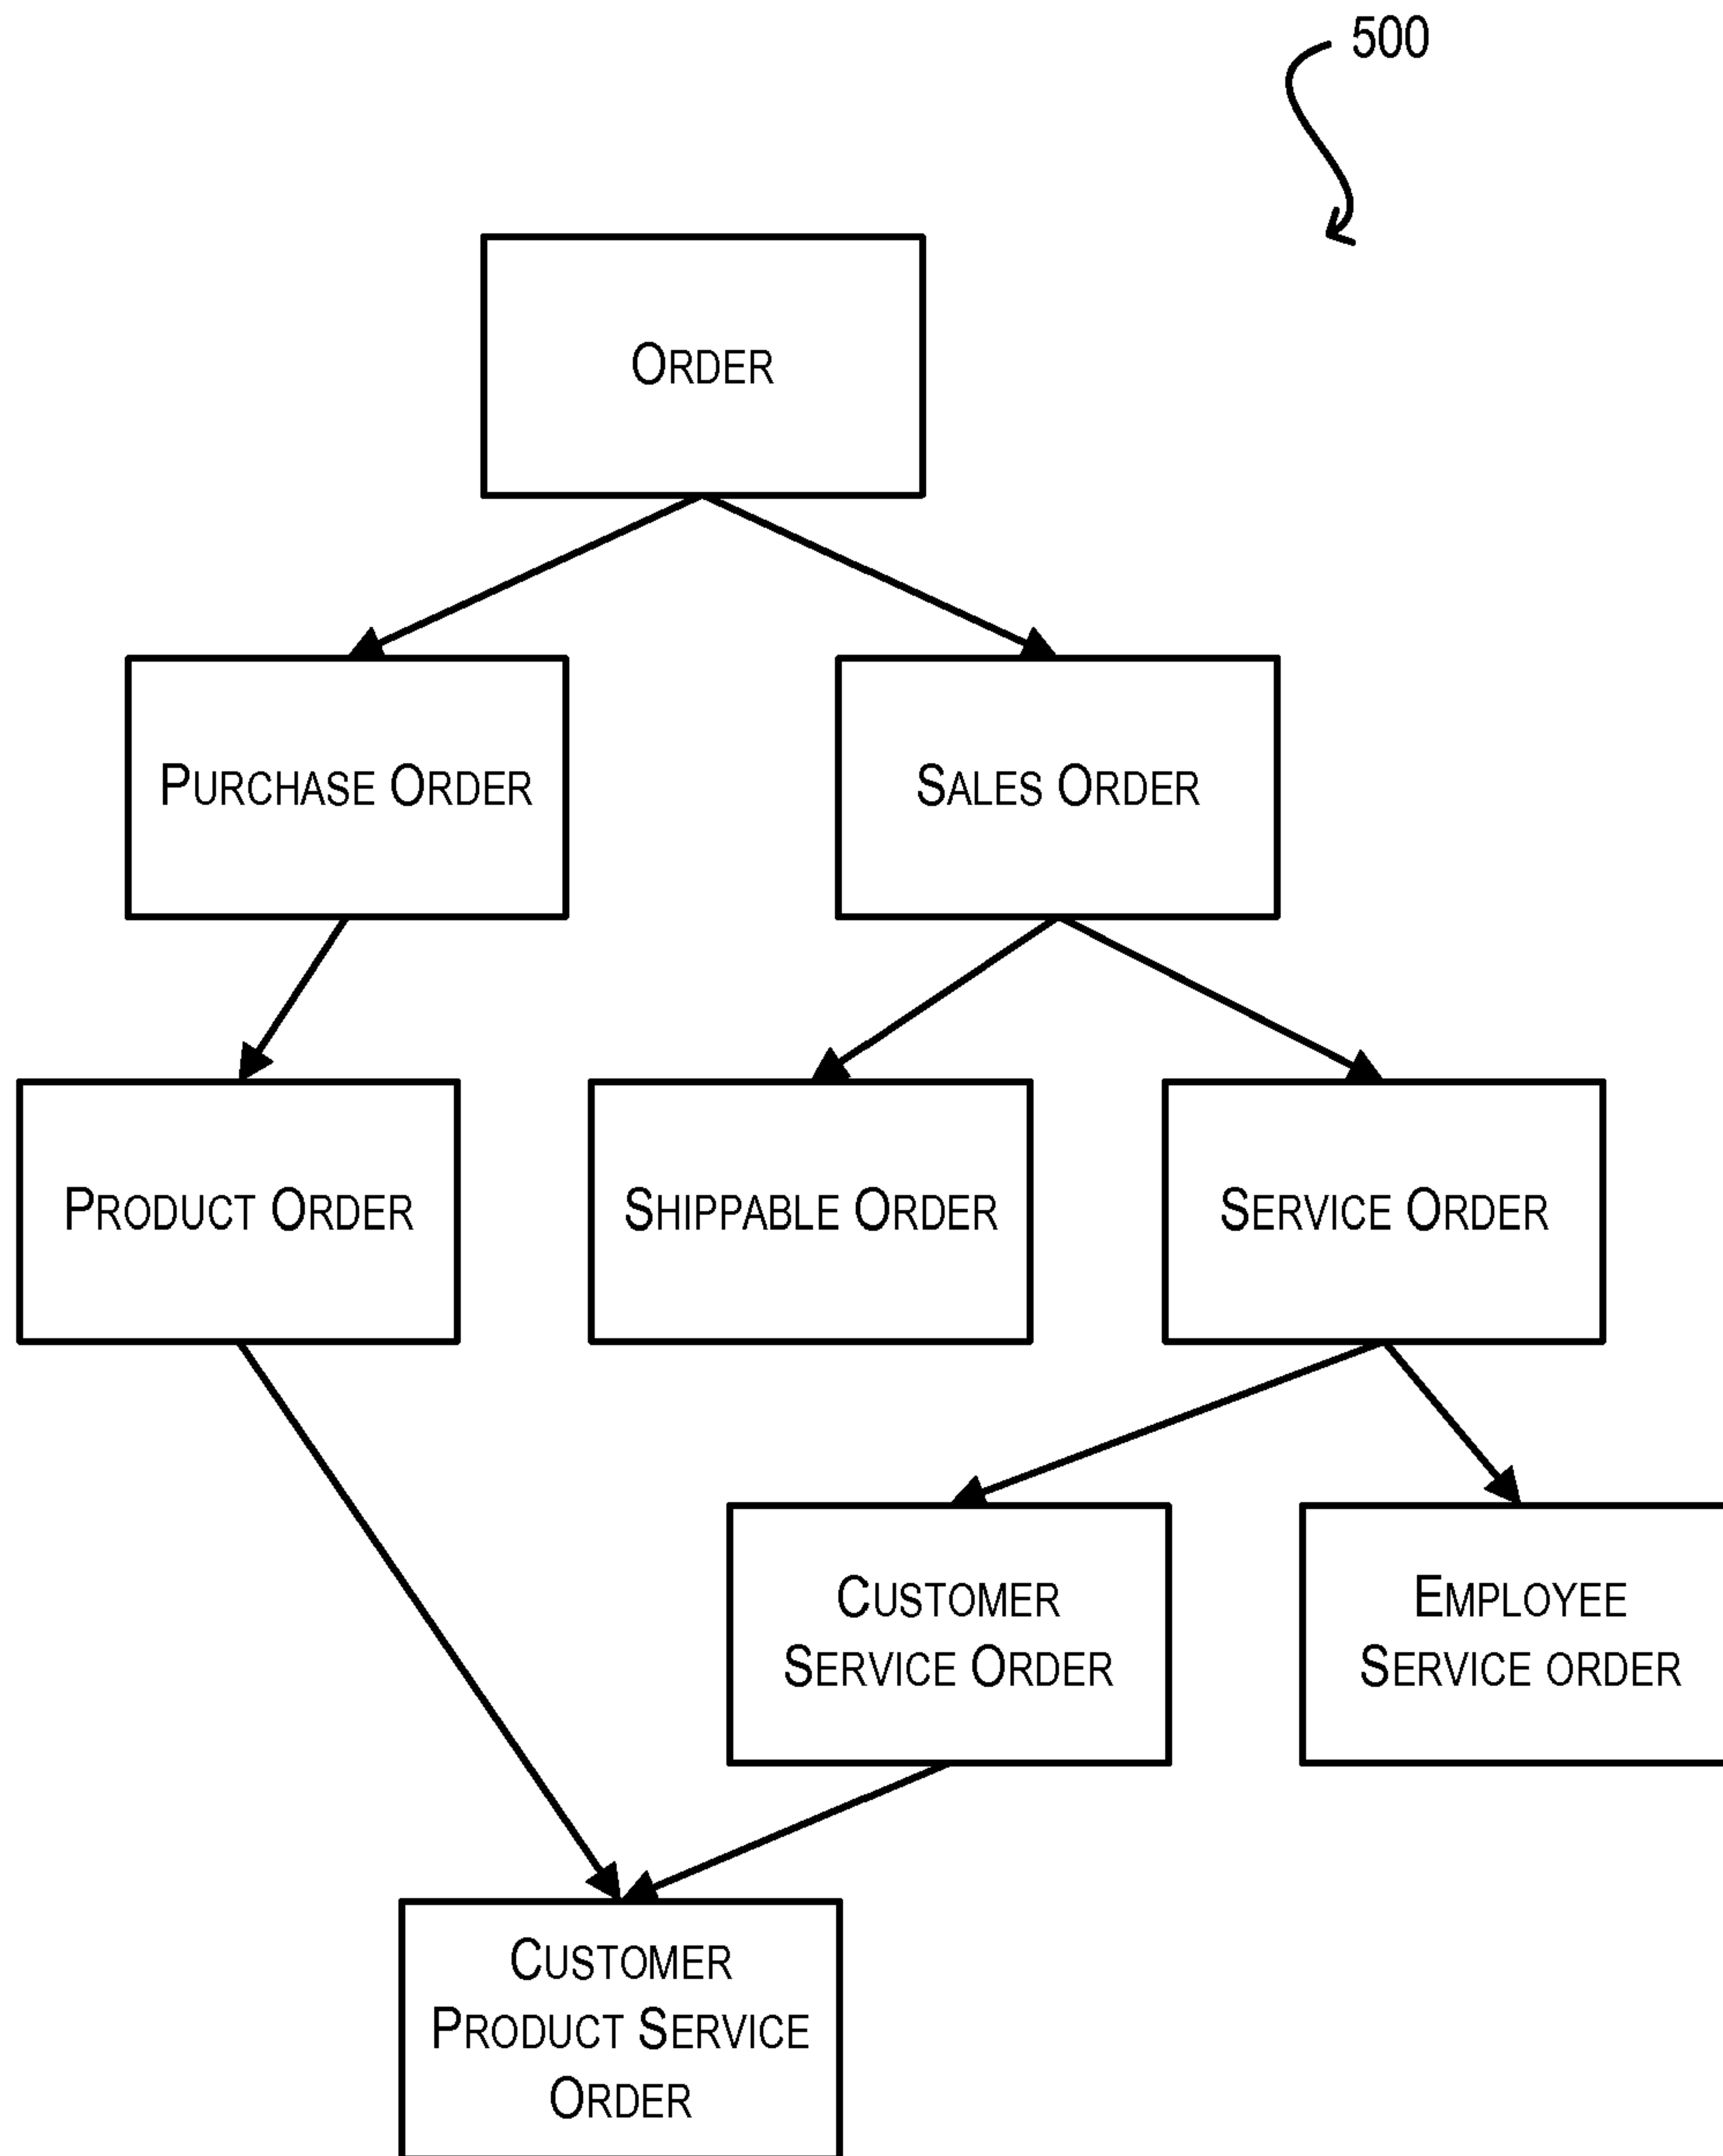 500
ORDER
PURCHASE ORDER
SALES ORDER
PRODUCT ORDER
SHIPPABLE ORDER
SERVICE ORDER
CUSTOMER
SERVICE ORDER
EMPLOYEE
SERVICE ORDER
CUSTOMER
PRODUCT SERVICE
ORDER